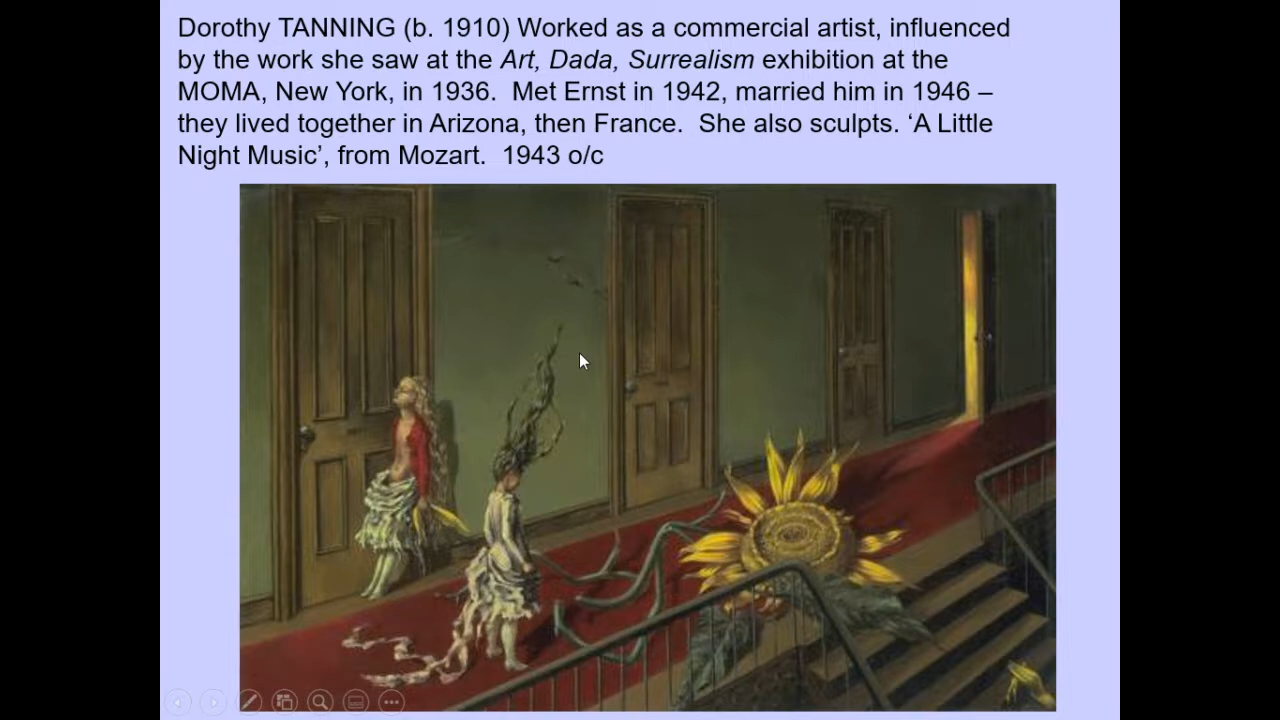 Dorothy TANNING (b. 1910) Worked as a commercial artist, influenced
by the work she saw at the Art, Dada, Surrealism exhibition at the
MOMA, New York, in 1936.  Met Ernst in 1942, married him in 1946 –
they lived together in Arizona, then France.  She also sculpts. ‘A Little
Night Music’, from Mozart.  1943 o/c